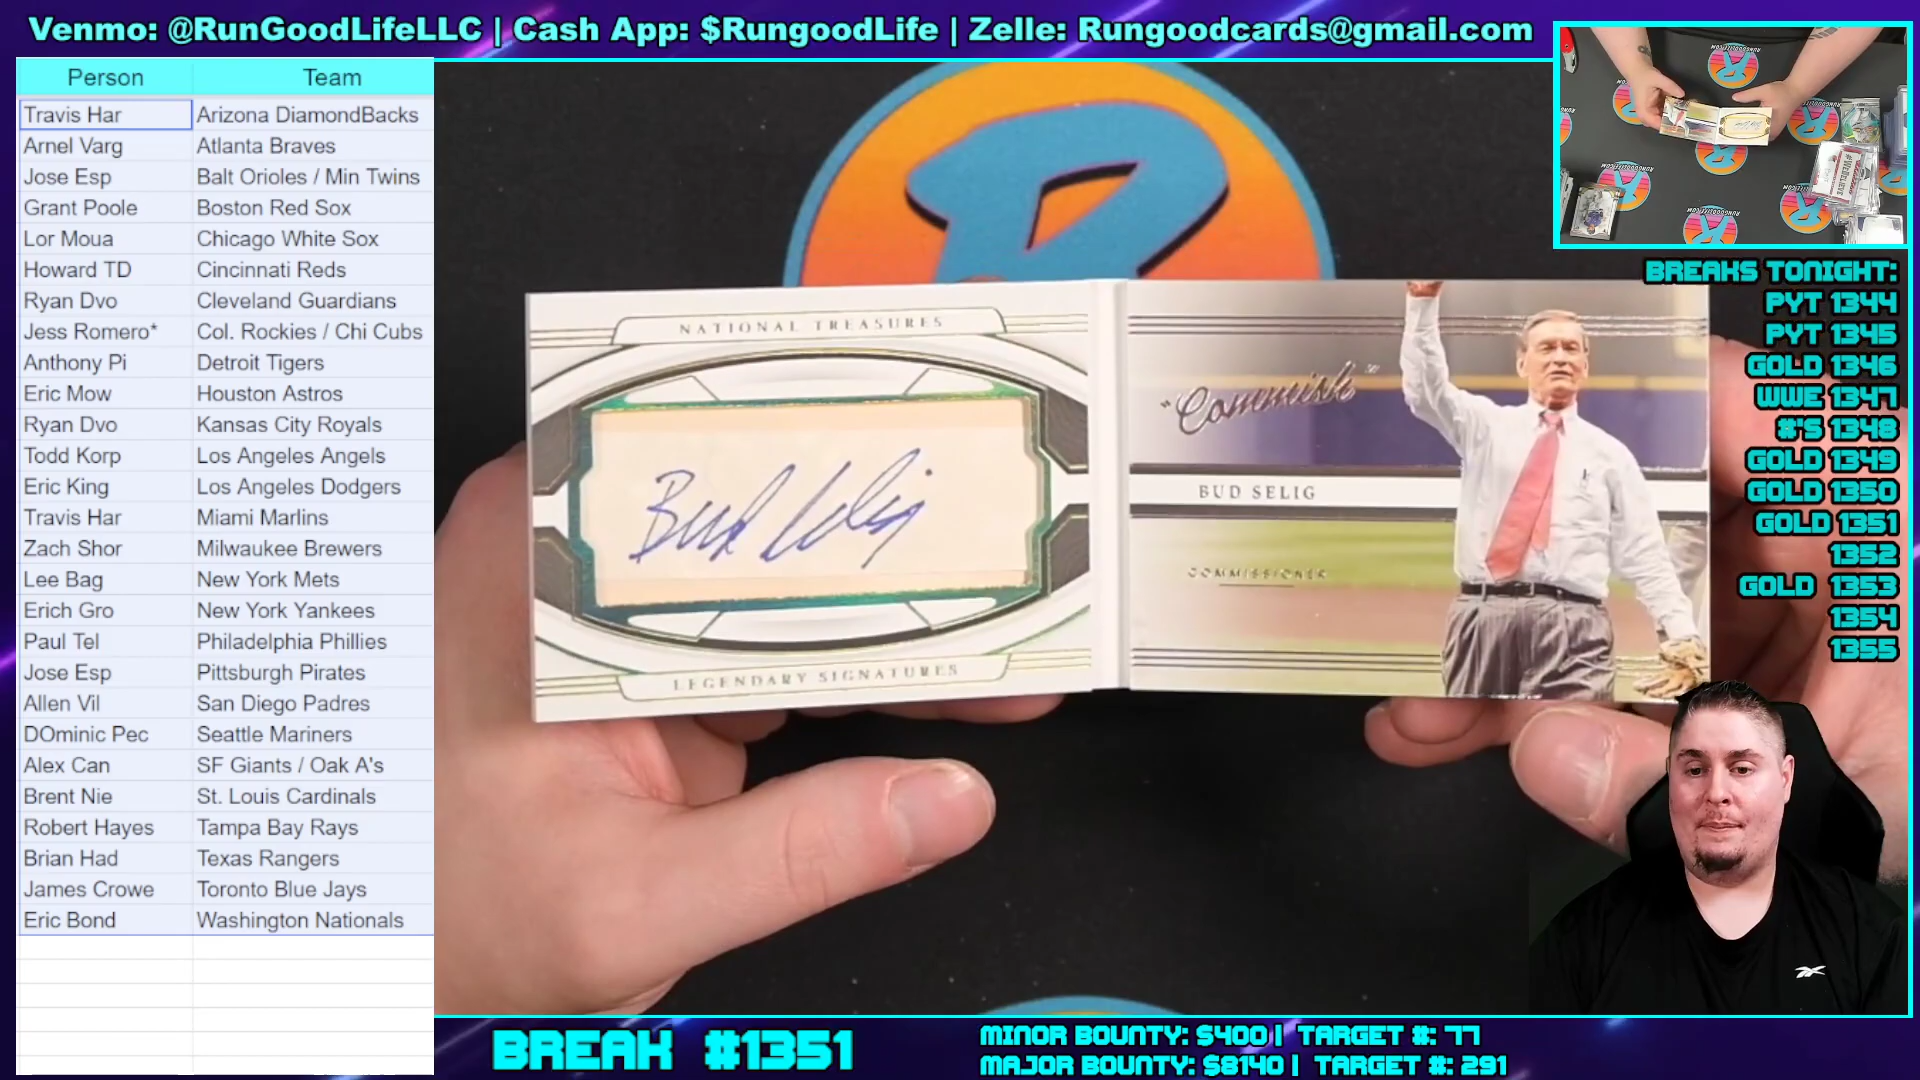 Venmo: @RunGoodLifeLLC | Cash App: $RungoodLife | Zelle: Rungoodcards@gmail.com
Person Team
Travis Har Arizona DiamondBacks
Arnel Varg Atlanta Braves
Jose Esp Balt Orioles / Min Twins
Grant Poole Boston Red Sox
Lor Moua Chicago White Sox
Howard TD Cincinnati Reds
Ryan Dvo Cleveland Guardians
Jess Romero* Col. Rockies / Chi Cubs
Anthony Pi Detroit Tigers
Eric Mow Houston Astros
Ryan Dvo Kansas City Royals
Todd Korp Los Angeles Angels
Eric King Los Angeles Dodgers
Travis Har Miami Marlins
Zach Shor Milwaukee Brewers
Lee Bag New York Mets
Erich Gro New York Yankees
Paul Tel Philadelphia Phillies
Jose Esp Pittsburgh Pirates
Allen Vil San Diego Padres
DOminic Pec Seattle Mariners
Alex Can SF Giants / Oak A's
Brent Nie St. Louis Cardinals
Robert Hayes Tampa Bay Rays
Brian Had Texas Rangers
James Crowe Toronto Blue Jays
Eric Bond Washington Nationals
NATIONAL TREASURES
Bud Selig
LEGENDARY SIGNATURES
"Commish"
BUD SELIG
COMMISSIONER
BREAKS TONIGHT:
PYT 1344
PYT 1345
GOLD 1346
WWE 1347
#'S 1348
GOLD 1349
GOLD 1350
GOLD 1351
1352
GOLD 1353
1354
1355
Reebok
BREAK #1351
MINOR BOUNTY: $400 | TARGET #: 77
MAJOR BOUNTY: $8140 | TARGET #: 291